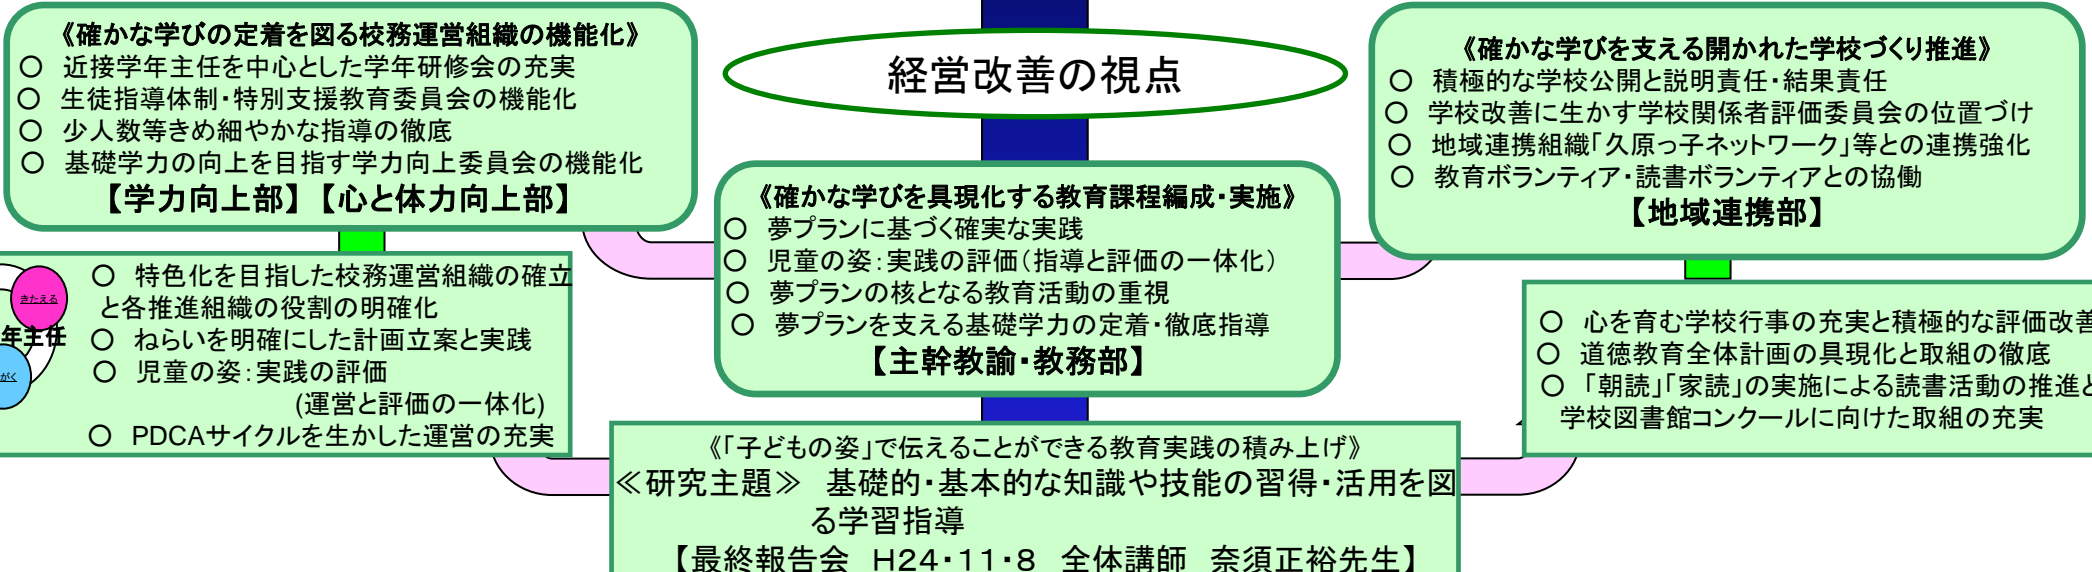 《確かな学びの定着を図る校務運営組織の機能化》
○　近接学年主任を中心とした学年研修会の充実
○　生徒指導体制・特別支援教育委員会の機能化
○　少人数等きめ細やかな指導の徹底
○　基礎学力の向上を目指す学力向上委員会の機能化
【学力向上部】【心と体力向上部】
経営改善の視点
《確かな学びを支える開かれた学校づくり推進》
○　積極的な学校公開と説明責任・結果責任
○　学校改善に生かす学校関係者評価委員会の位置づけ
○　地域連携組織「久原っ子ネットワーク」等との連携強化
○　教育ボランティア・読書ボランティアとの協働
【地域連携部】
《確かな学びを具現化する教育課程編成・実施》
○　夢プランに基づく確実な実践
○　児童の姿：実践の評価（指導と評価の一体化）
○　夢プランの核となる教育活動の重視
○　夢プランを支える基礎学力の定着・徹底指導
【主幹教諭・教務部】
きたえる
年主任
がく
○　特色化を目指した校務運営組織の確立
と各推進組織の役割の明確化
○　ねらいを明確にした計画立案と実践
○　児童の姿：実践の評価
(運営と評価の一体化)
○　PDCAサイクルを生かした運営の充実
○　心を育む学校行事の充実と積極的な評価改善
○　道徳教育全体計画の具現化と取組の徹底
○　「朝読」「家読」の実施による読書活動の推進と
学校図書館コンクールに向けた取組の充実
《「子どもの姿」で伝えることができる教育実践の積み上げ》
≪研究主題≫　基礎的・基本的な知識や技能の習得・活用を図
る学習指導
【最終報告会　H24・11・8　全体講師　奈須正裕先生】